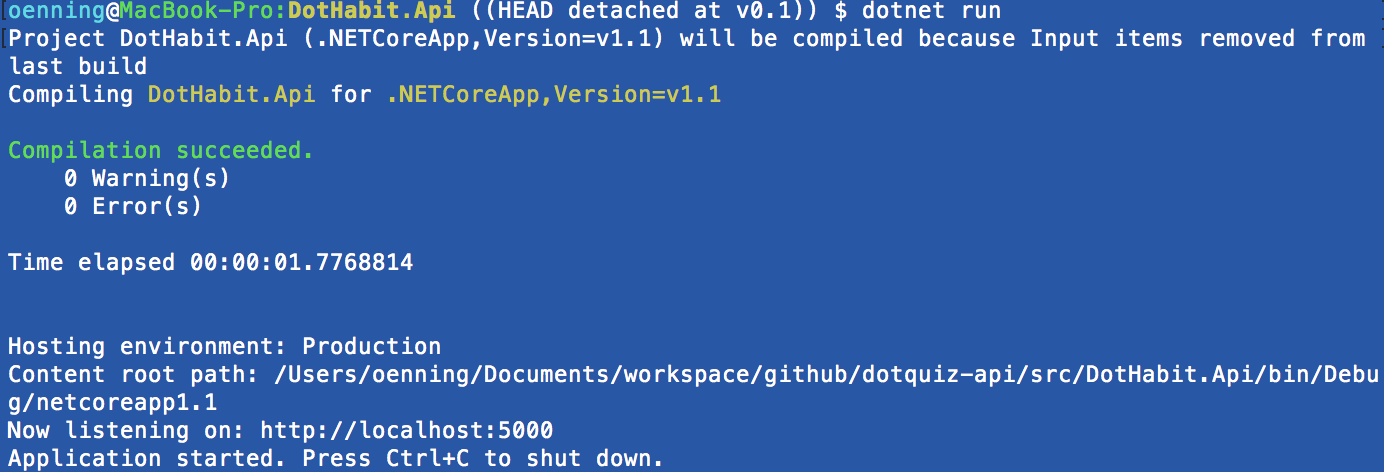 oenning@MacBook-Pro:DotHabit.Api ((HEAD detached at v0.1)) $ dotnet run
Project DotHabit.Api (.NETCoreApp,Version=v1.1) will be compiled because Input items removed from
last build
Compiling DotHabit.Api for .NETCoreApp,Version=v1.1
Compilation succeeded.
0 Warning(s)
0 Error(s)
Time elapsed 00:00:01.7768814
Hosting environment: Production
Content root path: /Users/oenning/Documents/workspace/github/dotquiz-api/src/DotHabit.Api/bin/Debu
g/netcoreapp1.1
Now listening on: http://localhost:5000
Application started. Press Ctrl+C to shut down.